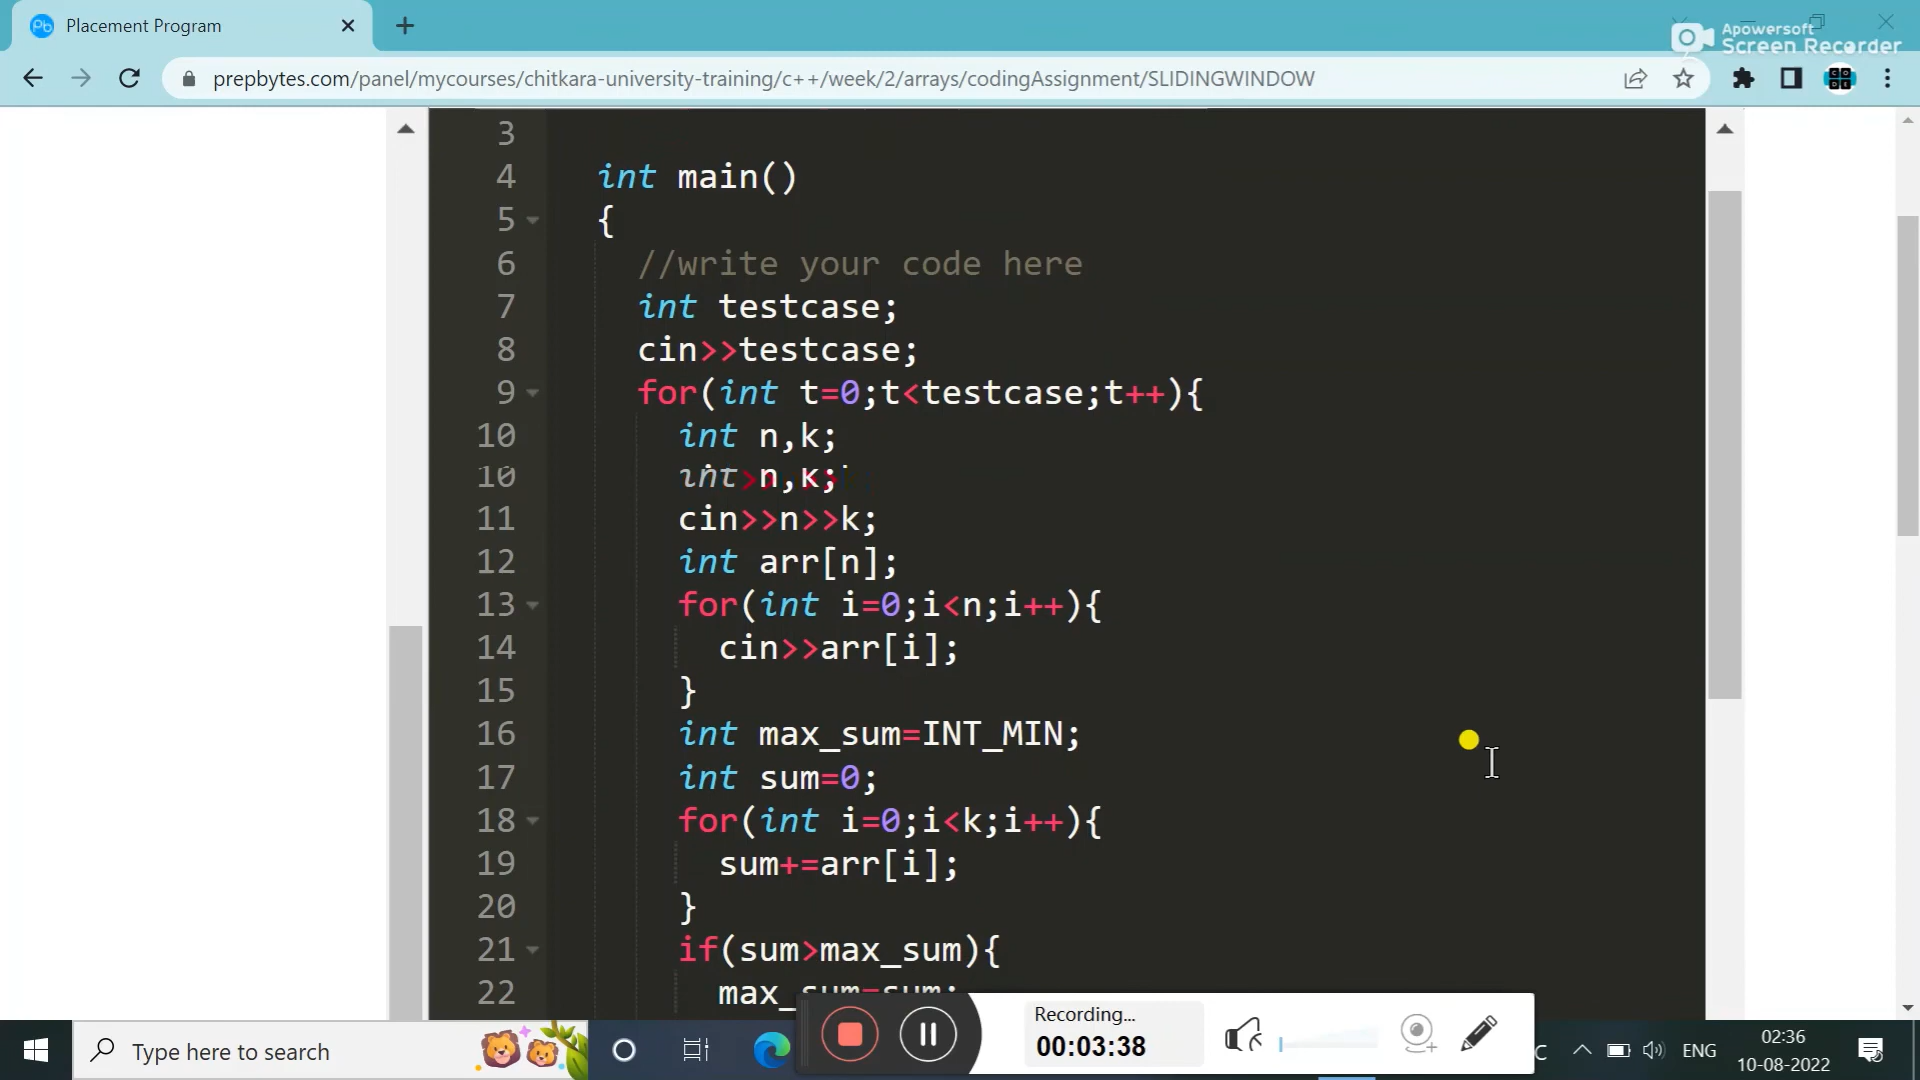 Placement Program
Apowersoft
Screen Recorder
prepbytes.com/panel/mycourses/chitkara-university-training/c++/week/2/arrays/codingAssignment/SLIDINGWINDOW
3
4 int main()
5 {
6 //write your code here
7 int testcase;
8 cin>>testcase;
9 for(int t=0;t<testcase;t++){
10 int n,k;
10 int n,k;
11 cin>>n>>k;
12 int arr[n];
13 for(int i=0;i<n;i++){
14 cin>>arr[i];
15 }
16 int max_sum=INT_MIN;
17 int sum=0;
18 for(int i=0;i<k;i++){
19 sum+=arr[i];
20 }
21 if(sum>max_sum){
22 max_sum=sum;
Recording...
00:03:38
Type here to search
C
ENG
02:36
10-08-2022